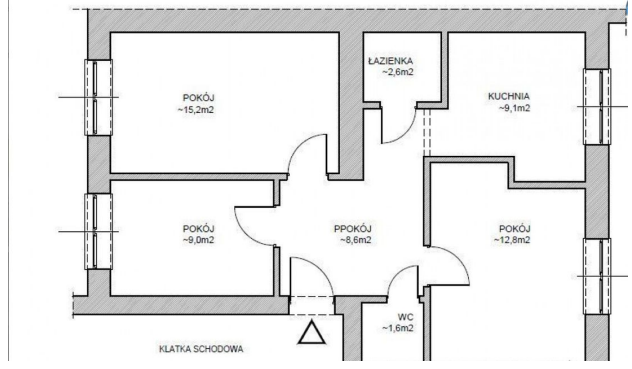 ŁAZIENKA
~2,6m2
POKÓJ
~15,2m2
KUCHNIA
~9,1m2
POKÓJ
~9,0m2
PPOKÓJ
~8,6m2
POKÓJ
~12,8m2
WC
~1,6m2
KLATKA SCHODOWA